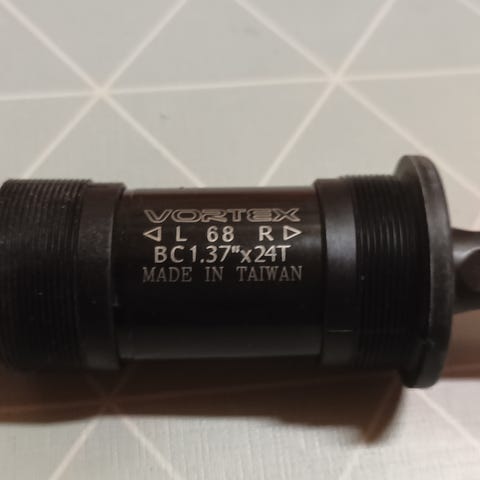 VORTEX
◁ L 68 R ▷
BC1.37"x24T
MADE IN TAIWAN